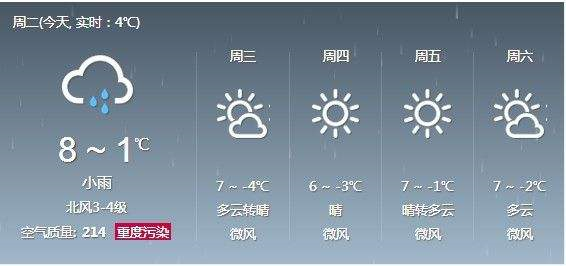 周二(今天, 实时：4℃)
8 ~ 1℃
小雨
北风3-4级
空气质量: 214 重度污染
周三
7 ~ -4℃
多云转晴
微风
周四
6 ~ -3℃
晴
微风
周五
7 ~ -1℃
晴转多云
微风
周六
7 ~ -2℃
多云
微风